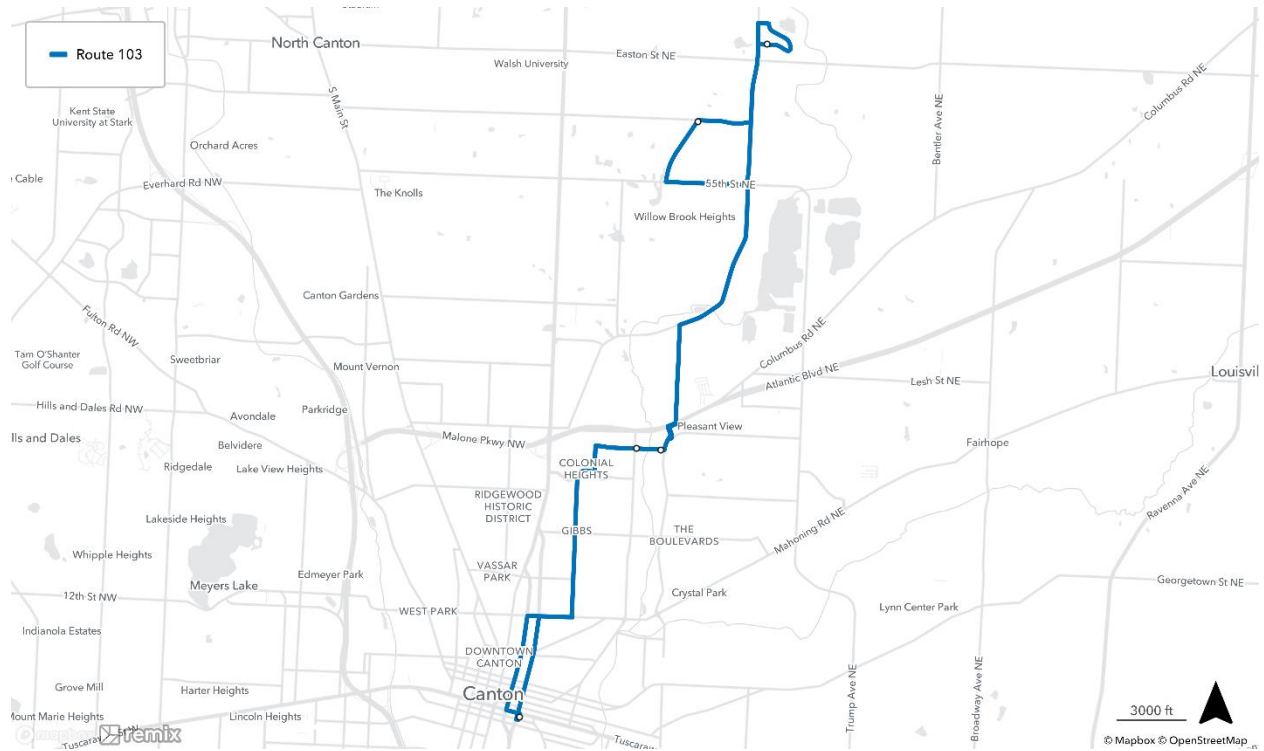 Route 103
Stadium
North Canton
Easton St NE
Walsh University
S Main St
Kent State
University at Stark
Orchard Acres
Columbus Rd NE
Bentler Ave NE
Cable
Everhard Rd NW
The Knolls
55th St NE
Willow Brook Heights
Canton Gardens
Fulton Rd NW
Tam O'Shanter
Golf Course
Sweetbriar
Mount Vernon
Columbus Rd NE
Atlantic Blvd NE
Lesh St NE
Louisvil
Hills and Dales Rd NW
Avondale
Parkridge
Malone Pkwy NW
Pleasant View
lls and Dales
Belvidere
Fairhope
Ridgedale
Lake View Heights
COLONIAL
HEIGHTS
RIDGEWOOD
HISTORIC
DISTRICT
Ravenna Ave NE
Lakeside Heights
GIBBS
THE
BOULEVARDS
Mahoning Rd NE
Whipple Heights
VASSAR
PARK
Edmeyer Park
Meyers Lake
Georgetown St NE
12th St NW
WEST PARK
Crystal Park
Lynn Center Park
Indianola Estates
DOWNTOWN
CANTON
Grove Mill
Harter Heights
Canton
Trump Ave NE
Broadway Ave NE
3000 ft
Mount Marie Heights
Lincoln Heights
mapbox remix
Tuscaraw St W
Tuscaraw
© Mapbox © OpenStreetMap